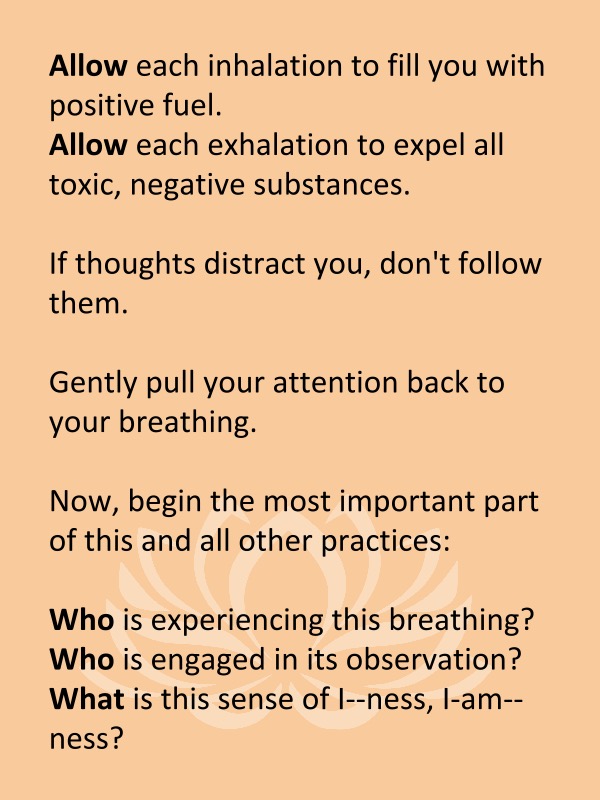 Allow each inhalation to fill you with
positive fuel.
Allow each exhalation to expel all
toxic, negative substances.
If thoughts distract you, don't follow
them.
Gently pull your attention back to
your breathing.
Now, begin the most important part
of this and all other practices:
Who is experiencing this breathing?
Who is engaged in its observation?
What is this sense of I--ness, I-am--
ness?